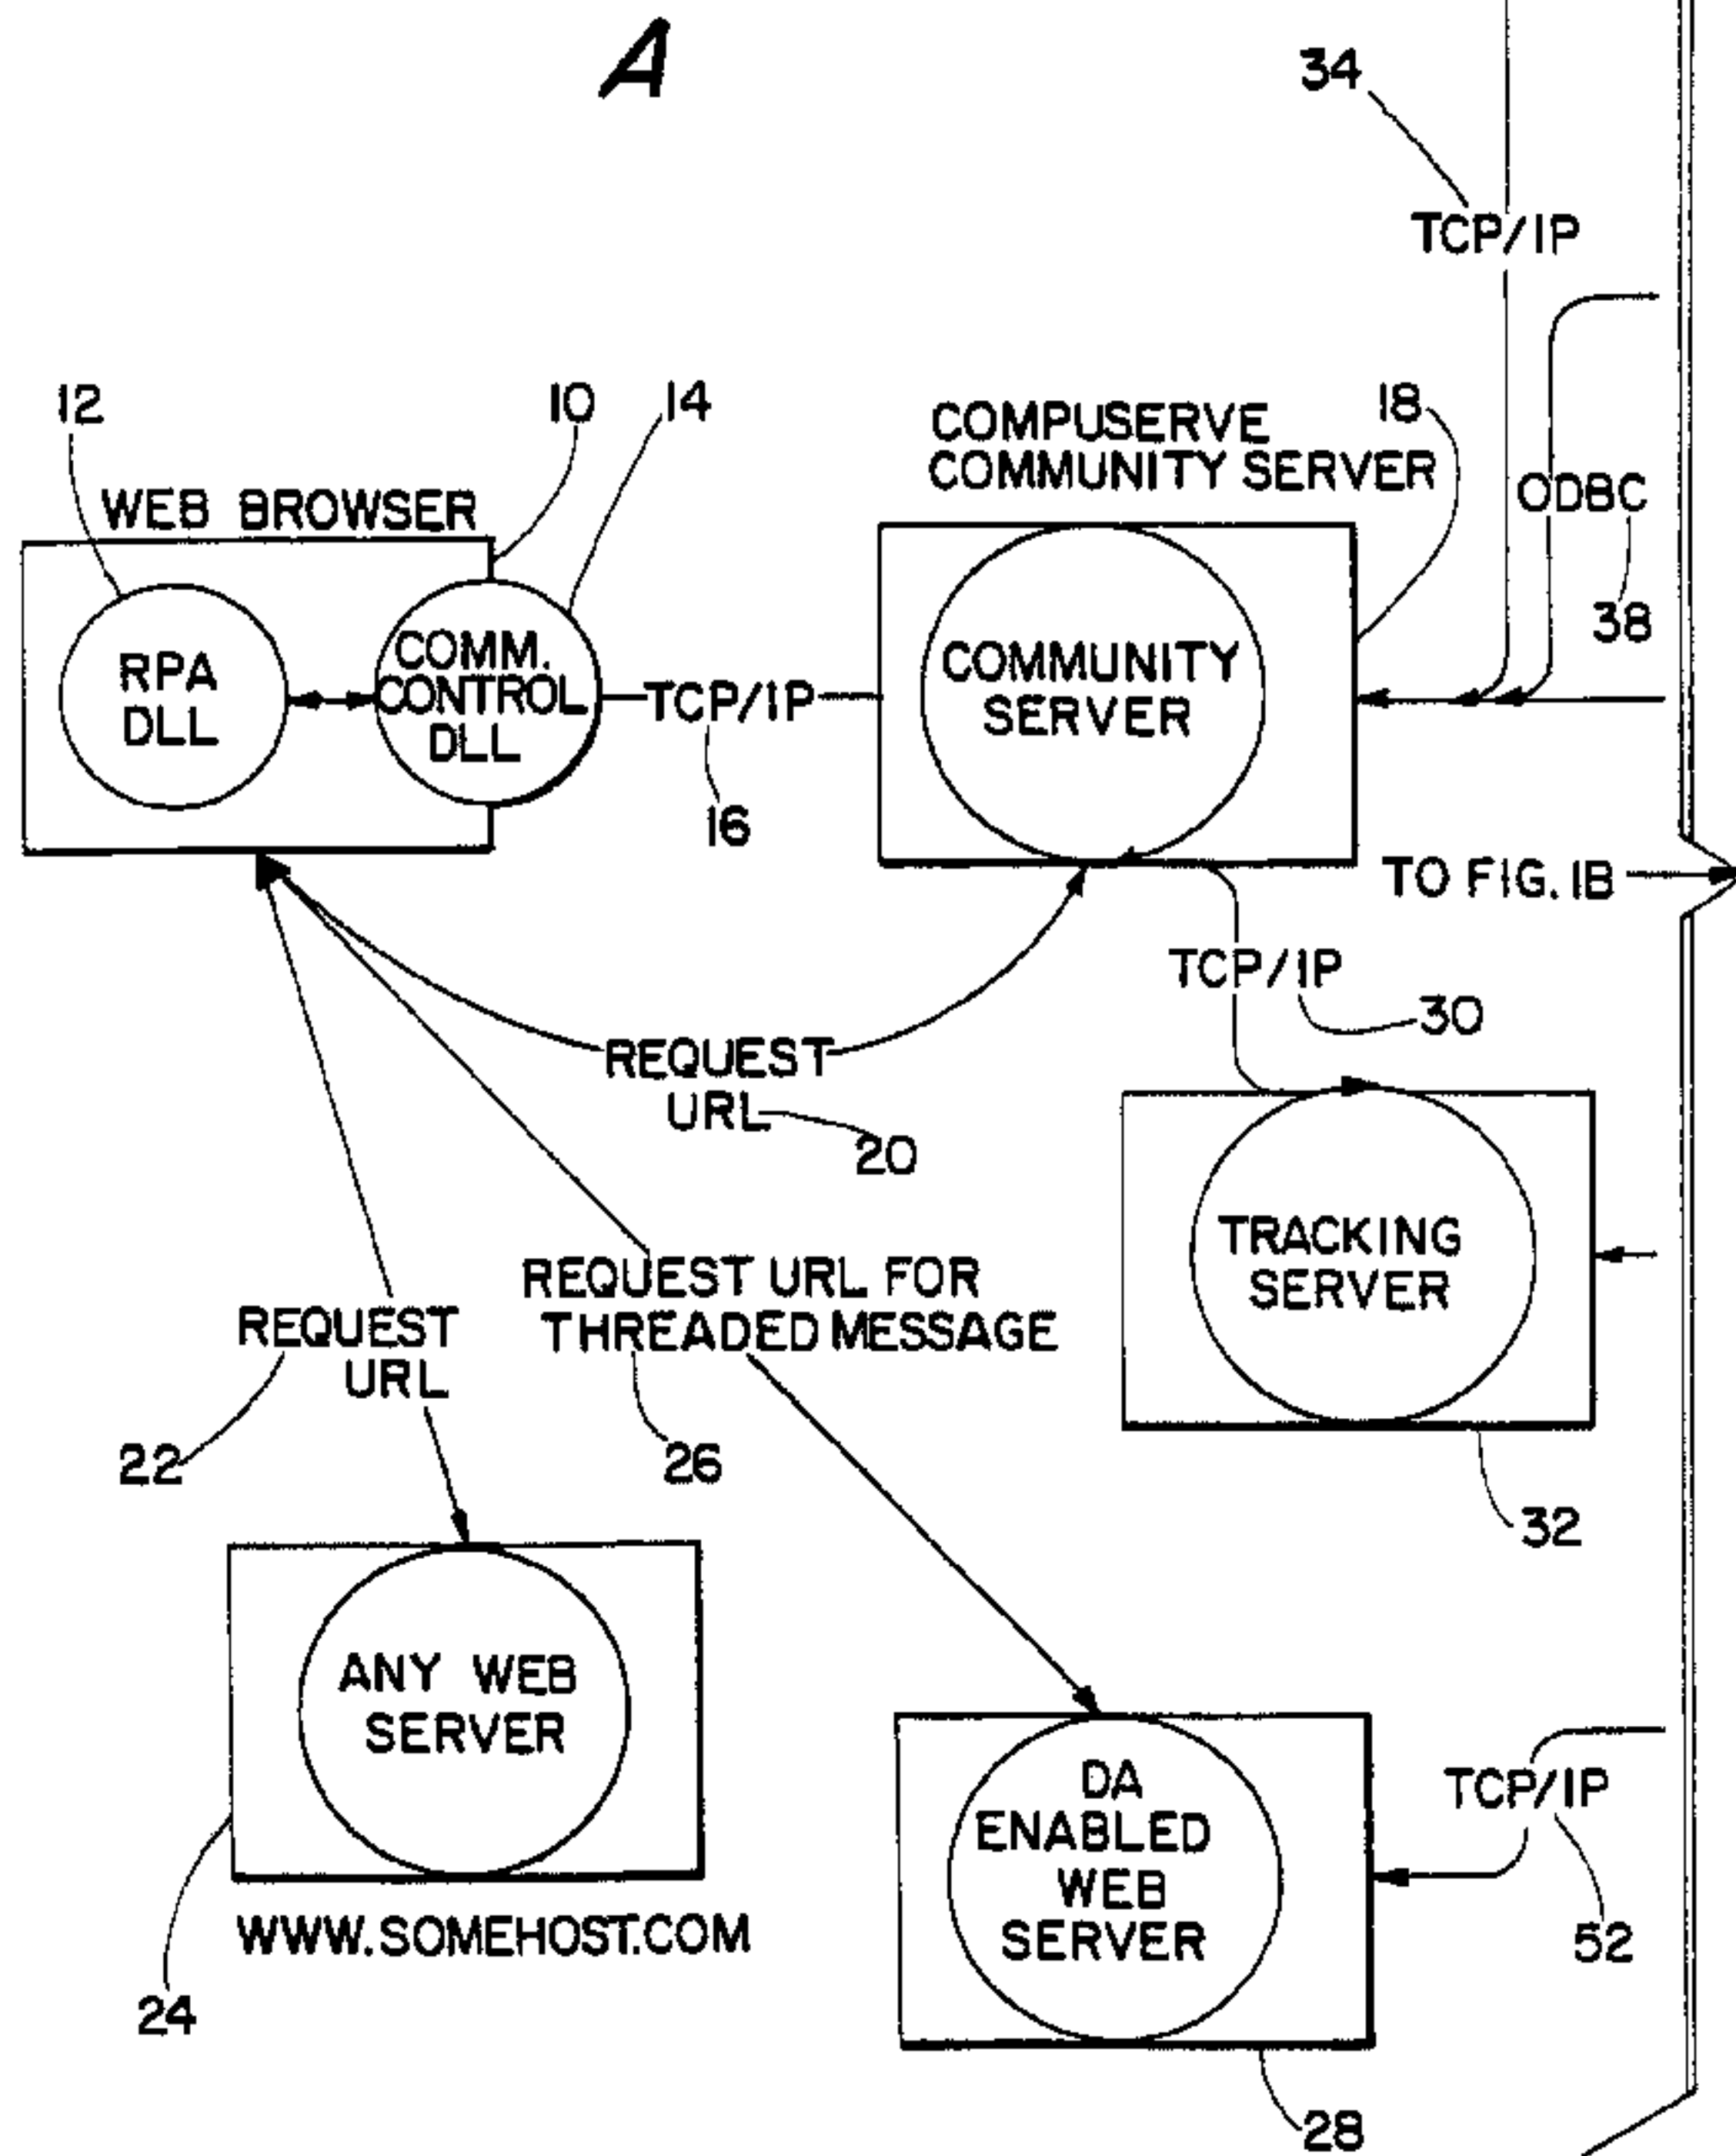 A
34
TCP/IP
12
10
14
COMPUSERVE
COMMUNITY SERVER
18
WEB BROWSER
ODBC
38
RPA
DLL
COMM.
CONTROL
DLL
TCP/IP
16
COMMUNITY
SERVER
TO FIG. 1B
TCP/IP
30
REQUEST
URL
20
TRACKING
SERVER
32
REQUEST URL FOR
THREADED MESSAGE
26
REQUEST
URL
22
ANY WEB
SERVER
WWW.SOMEHOST.COM
24
DA
ENABLED
WEB
SERVER
28
TCP/IP
52